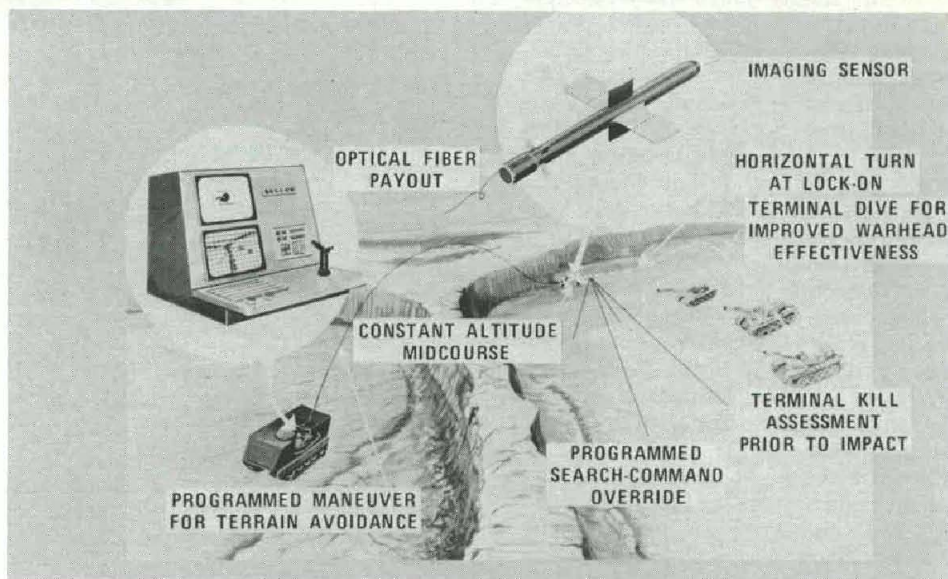 IMAGING SENSOR
OPTICAL FIBER
PAYOUT
HORIZONTAL TURN
AT LOCK-ON
TERMINAL DIVE FOR
IMPROVED WARHEAD
EFFECTIVENESS
CONSTANT ALTITUDE
MIDCOURSE
TERMINAL KILL
ASSESSMENT
PRIOR TO IMPACT
PROGRAMMED
SEARCH-COMMAND
OVERRIDE
PROGRAMMED MANEUVER
FOR TERRAIN AVOIDANCE